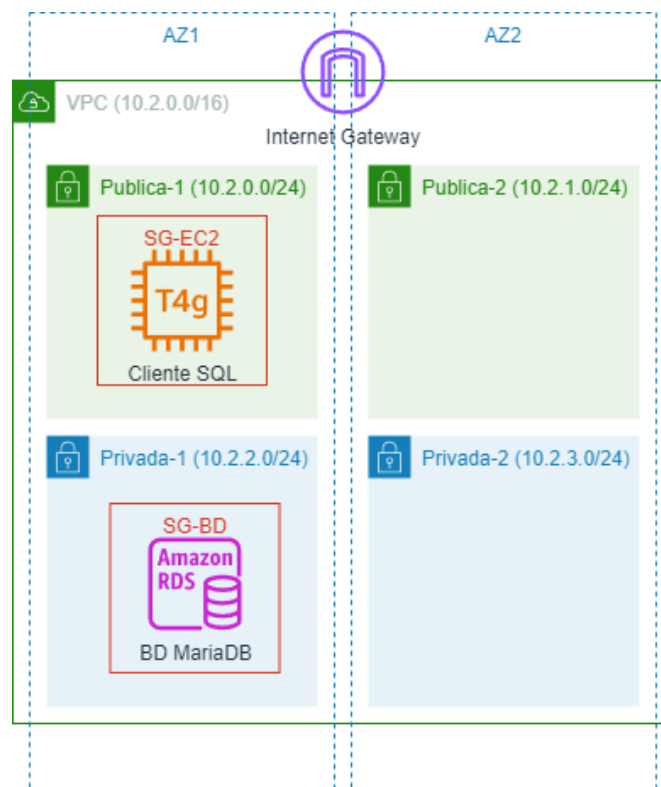 AZ1
AZ2
VPC (10.2.0.0/16)
Internet Gateway
Publica-1 (10.2.0.0/24)
Publica-2 (10.2.1.0/24)
SG-EC2
T4g
Cliente SQL
Privada-1 (10.2.2.0/24)
Privada-2 (10.2.3.0/24)
SG-BD
Amazon
RDS
BD MariaDB